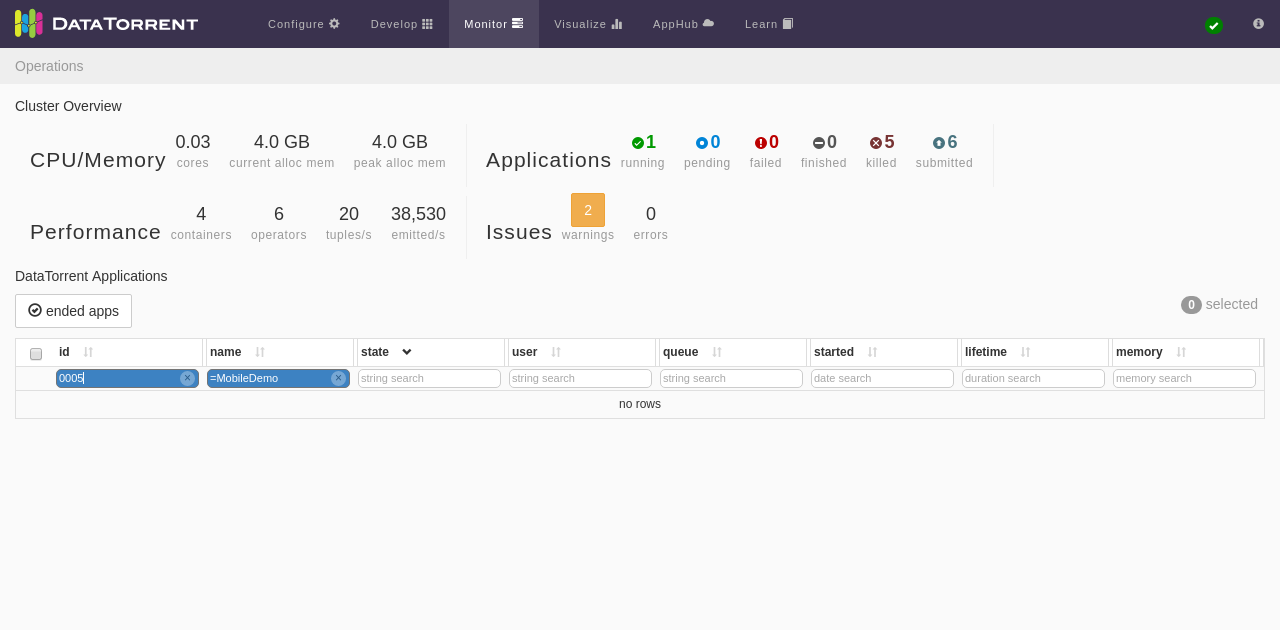 DATATORRENT Configure Develop Monitor Visualize AppHub Learn
Operations
Cluster Overview
CPU/Memory 0.03 cores 4.0 GB current alloc mem 4.0 GB peak alloc mem
Applications 1 running 0 pending 0 failed 0 finished 5 killed 6 submitted
Performance 4 containers 6 operators 20 tuples/s 38,530 emitted/s
Issues 2 warnings 0 errors
DataTorrent Applications
ended apps 0 selected
id name state user queue started lifetime memory
0005 =MobileDemo string search string search string search date search duration search memory search
no rows